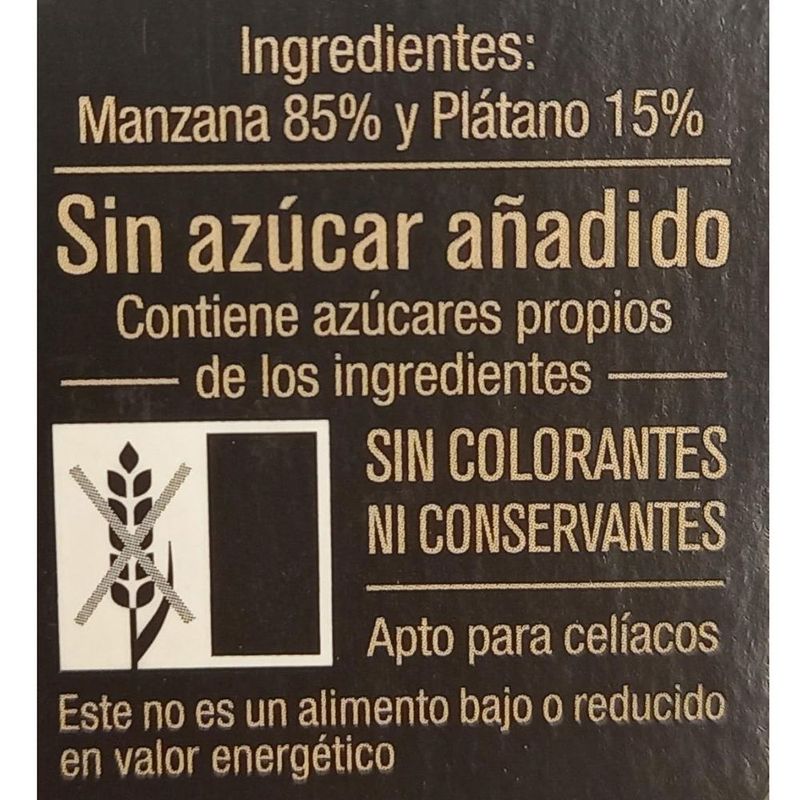 Ingredientes:
Manzana 85% y Plátano 15%
Sin azúcar añadido
Contiene azúcares propios
de los ingredientes
SIN COLORANTES
NI CONSERVANTES
Apto para celíacos
Este no es un alimento bajo o reducido
en valor energético